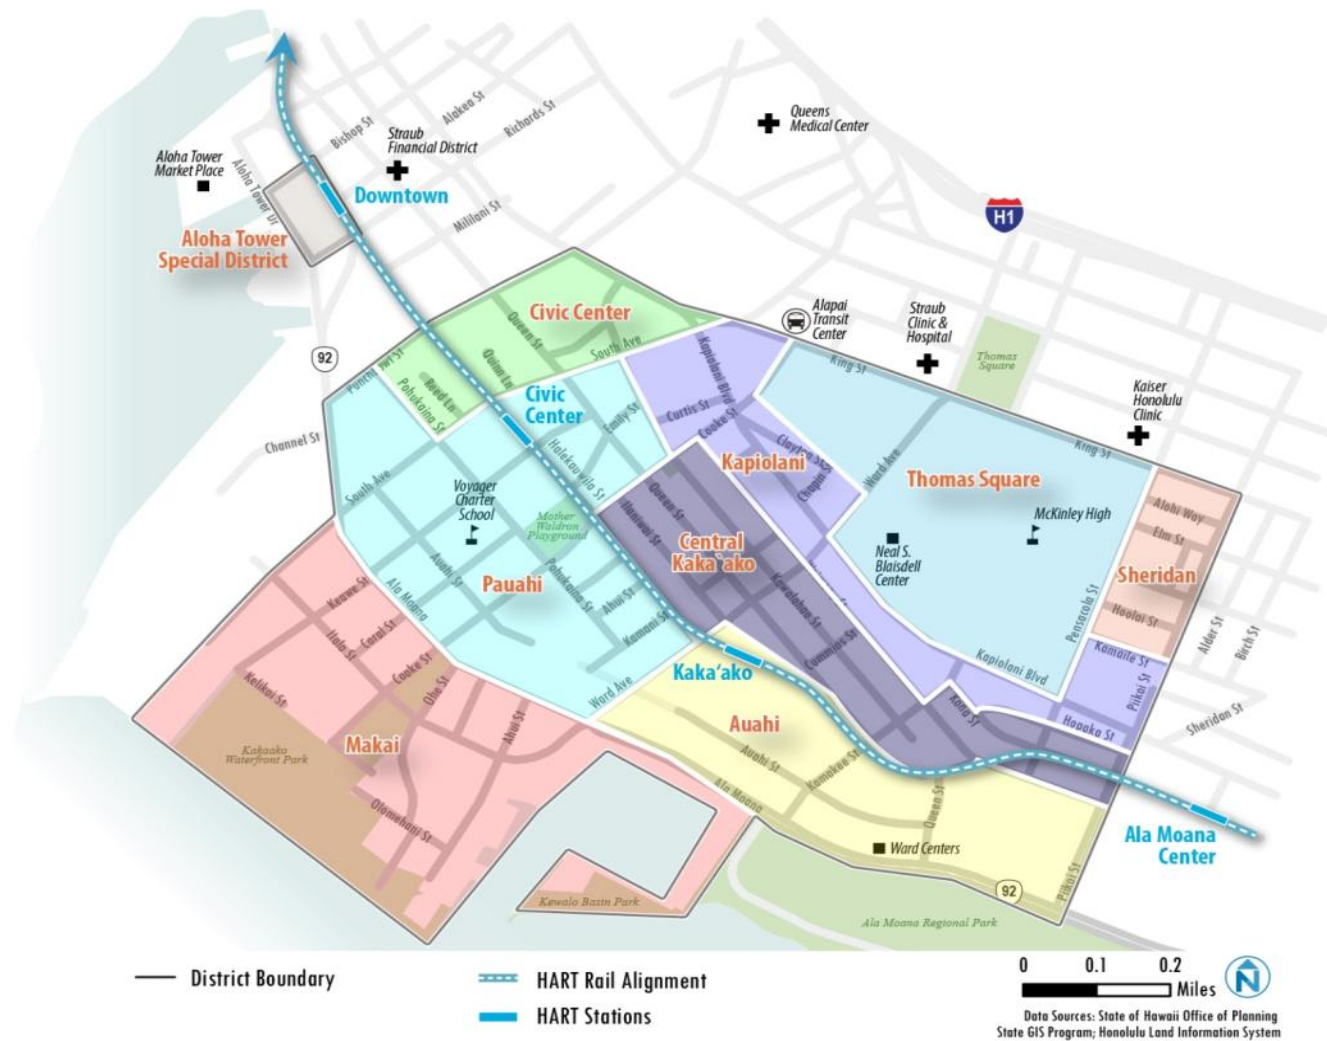 Bishop St
Alakea St
Richards St
Queens
Medical Center
Straub
Financial District
Aloha Tower
Market Place
Aloha Tower Dr
Downtown
Mililani St
H1
Aloha Tower
Special District
Civic Center
Queen St
South Ave
Quinn Ln
Reed Ln
Pohukaina St
92
Alapai
Transit
Center
Straub
Clinic &
Hospital
King St
Thomas
Square
Kaiser
Honolulu
Clinic
King St
Civic
Center
Emily St
Halekauwila St
Kapiolani Blvd
Curtis St
Cooke St
Kapiolani
Chapin St
Ward Ave
Thomas Square
McKinley High
Neal S.
Blaisdell
Center
Channel St
South Ave
Voyager
Charter
School
Mother
Waldron
Playground
Queen St
Ilaniwai St
Central
Kaka'ako
Kawaiahao St
Cummins St
Alohi Way
Elm St
Sheridan
Hoolai St
Pensacola St
Kamaile St
Piikoi St
Alder St
Birch St
Sheridan St
Kapiolani Blvd
Kona St
Hopaka St
Pauahi
Auahi St
Pohukaina St
Ahui St
Kamani St
Ala Moana
Ward Ave
Keawe St
Coral St
Ilalo St
Cooke St
Ohe St
Kelikai St
Ahui St
Makai
Kakaako
Waterfront Park
Olomehani St
Kaka'ako
Auahi
Auahi St
Kamakee St
Ala Moana
Queen St
Ward Centers
92
Piikoi St
Ala Moana
Center
Kewalo Basin Park
Ala Moana Regional Park
District Boundary
HART Rail Alignment
HART Stations
0 0.1 0.2
Miles
N
Data Sources: State of Hawaii Office of Planning
State GIS Program; Honolulu Land Information System